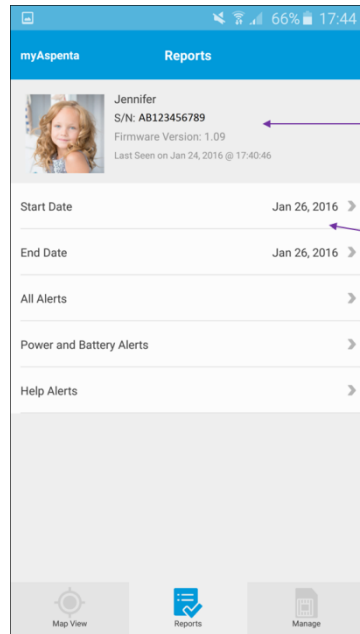 66% 17:44
myAspenta Reports
Jennifer
S/N: AB123456789
Firmware Version: 1.09
Last Seen on Jan 24, 2016 @ 17:40:46
Start Date Jan 26, 2016
End Date Jan 26, 2016
All Alerts
Power and Battery Alerts
Help Alerts
Map View Reports Manage